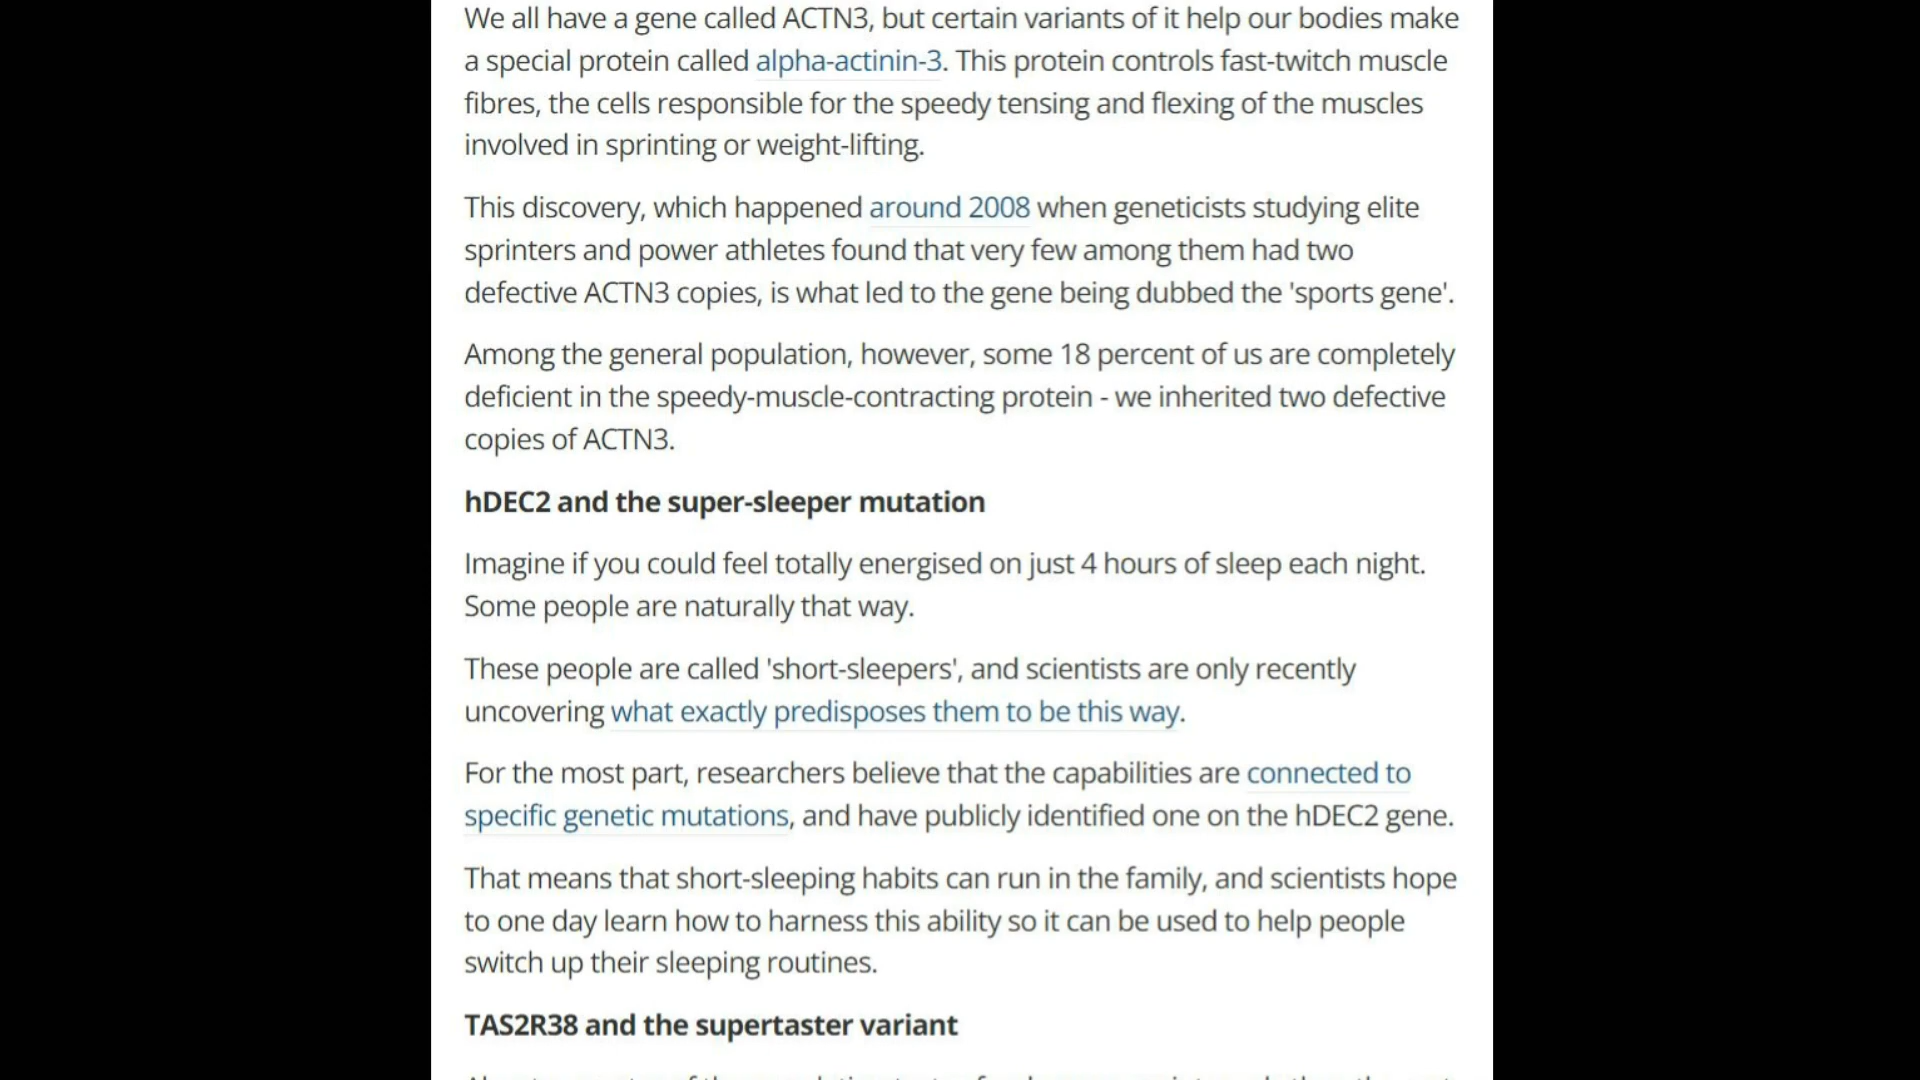 We all have a gene called ACTN3, but certain variants of it help our bodies make
a special protein called alpha-actinin-3. This protein controls fast-twitch muscle
fibres, the cells responsible for the speedy tensing and flexing of the muscles
involved in sprinting or weight-lifting.
This discovery, which happened around 2008 when geneticists studying elite
sprinters and power athletes found that very few among them had two
defective ACTN3 copies, is what led to the gene being dubbed the 'sports gene'.
Among the general population, however, some 18 percent of us are completely
deficient in the speedy-muscle-contracting protein - we inherited two defective
copies of ACTN3.
hDEC2 and the super-sleeper mutation
Imagine if you could feel totally energised on just 4 hours of sleep each night.
Some people are naturally that way.
These people are called 'short-sleepers', and scientists are only recently
uncovering what exactly predisposes them to be this way.
For the most part, researchers believe that the capabilities are connected to
specific genetic mutations, and have publicly identified one on the hDEC2 gene.
That means that short-sleeping habits can run in the family, and scientists hope
to one day learn how to harness this ability so it can be used to help people
switch up their sleeping routines.
TAS2R38 and the supertaster variant